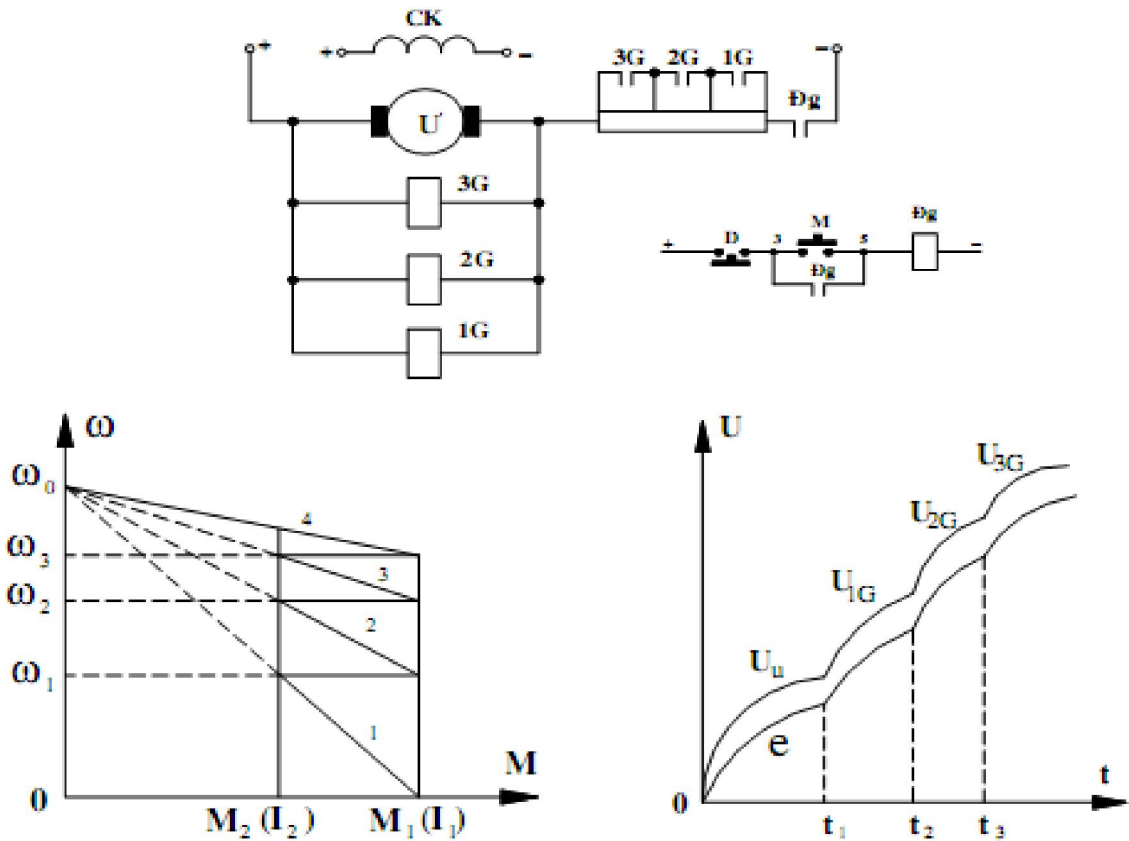 CK
+ + - -
3G 2G 1G
Đg
Ư
3G
2G
1G
Đg
+ D 3 M 5 -
Đg
ω
ω0
ω3
ω2
ω1
0
4
3
2
1
M
M2 (I2) M1 (I1)
U
U3G
U2G
U1G
Uu
e
0
t
t1 t2 t3